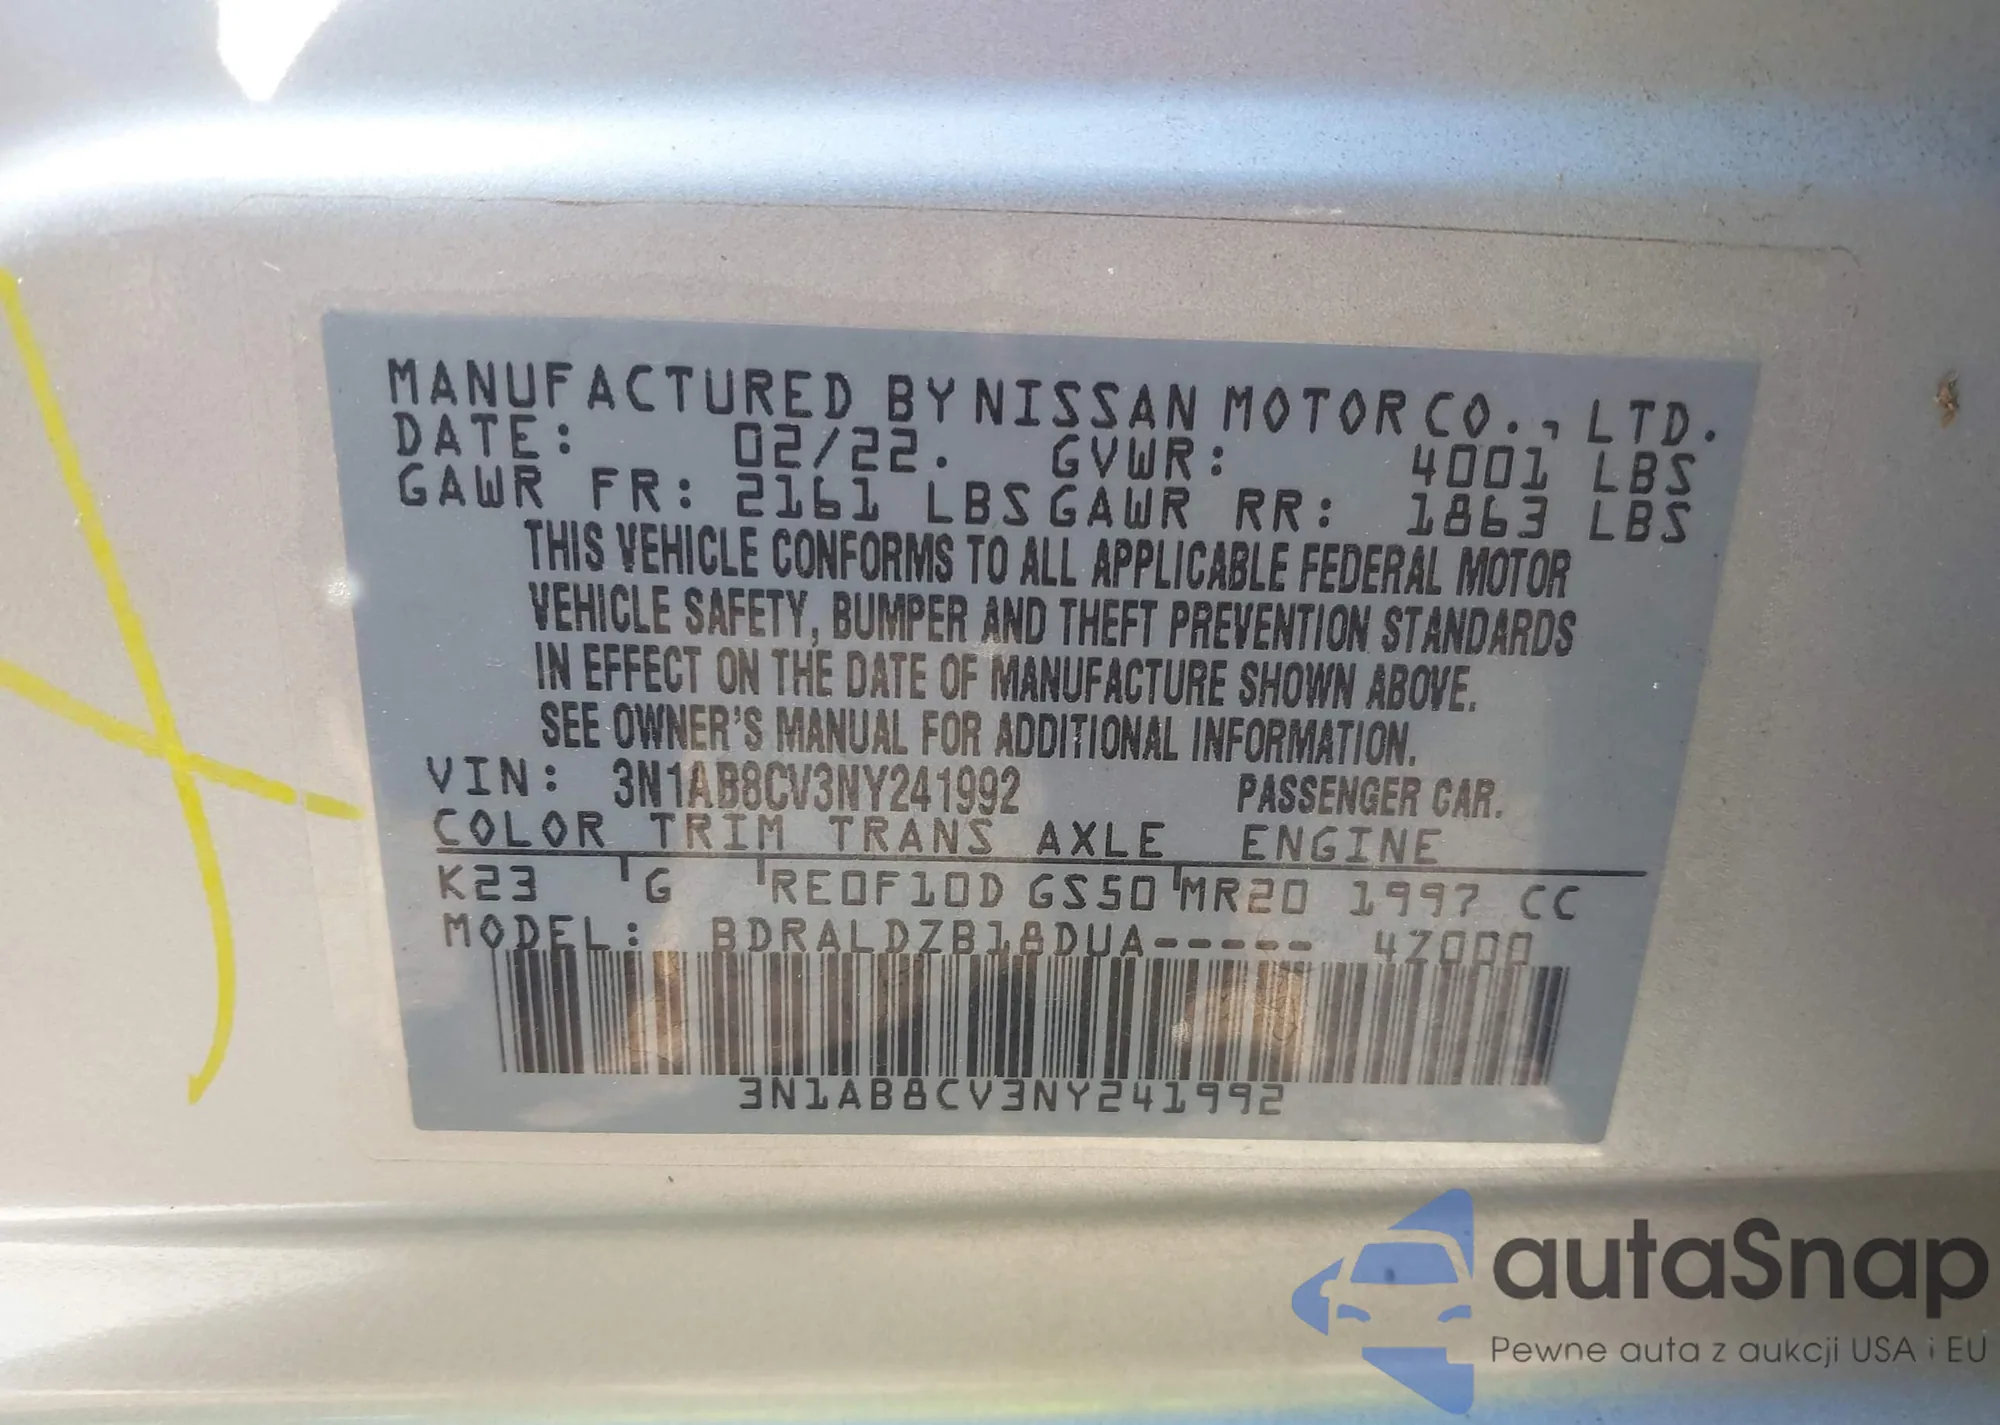 MANUFACTURED BY NISSAN MOTOR CO., LTD.
DATE: 02/22. GVWR: 4001 LBS
GAWR FR: 2161 LBS GAWR RR: 1863 LBS
THIS VEHICLE CONFORMS TO ALL APPLICABLE FEDERAL MOTOR
VEHICLE SAFETY, BUMPER AND THEFT PREVENTION STANDARDS
IN EFFECT ON THE DATE OF MANUFACTURE SHOWN ABOVE.
SEE OWNER'S MANUAL FOR ADDITIONAL INFORMATION.
VIN: 3N1AB8CV3NY241992 PASSENGER CAR.
COLOR TRIM TRANS AXLE ENGINE
K23 G RE0F10D GS50 MR20 1997 CC
MODEL: BDRALDZB18DUA----- 4Z000
3N1AB8CV3NY241992
autaSnap
Pewne auta z aukcji USA i EU